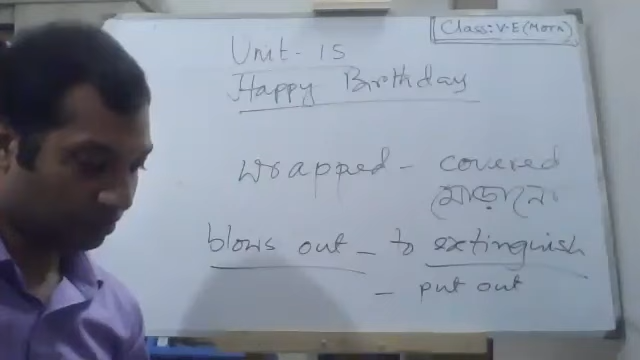 Class: V-E (Morn)
Unit - 15
Happy Birthday
wrapped - covered
মোড়ানো
blows out - to extinguish
- put out